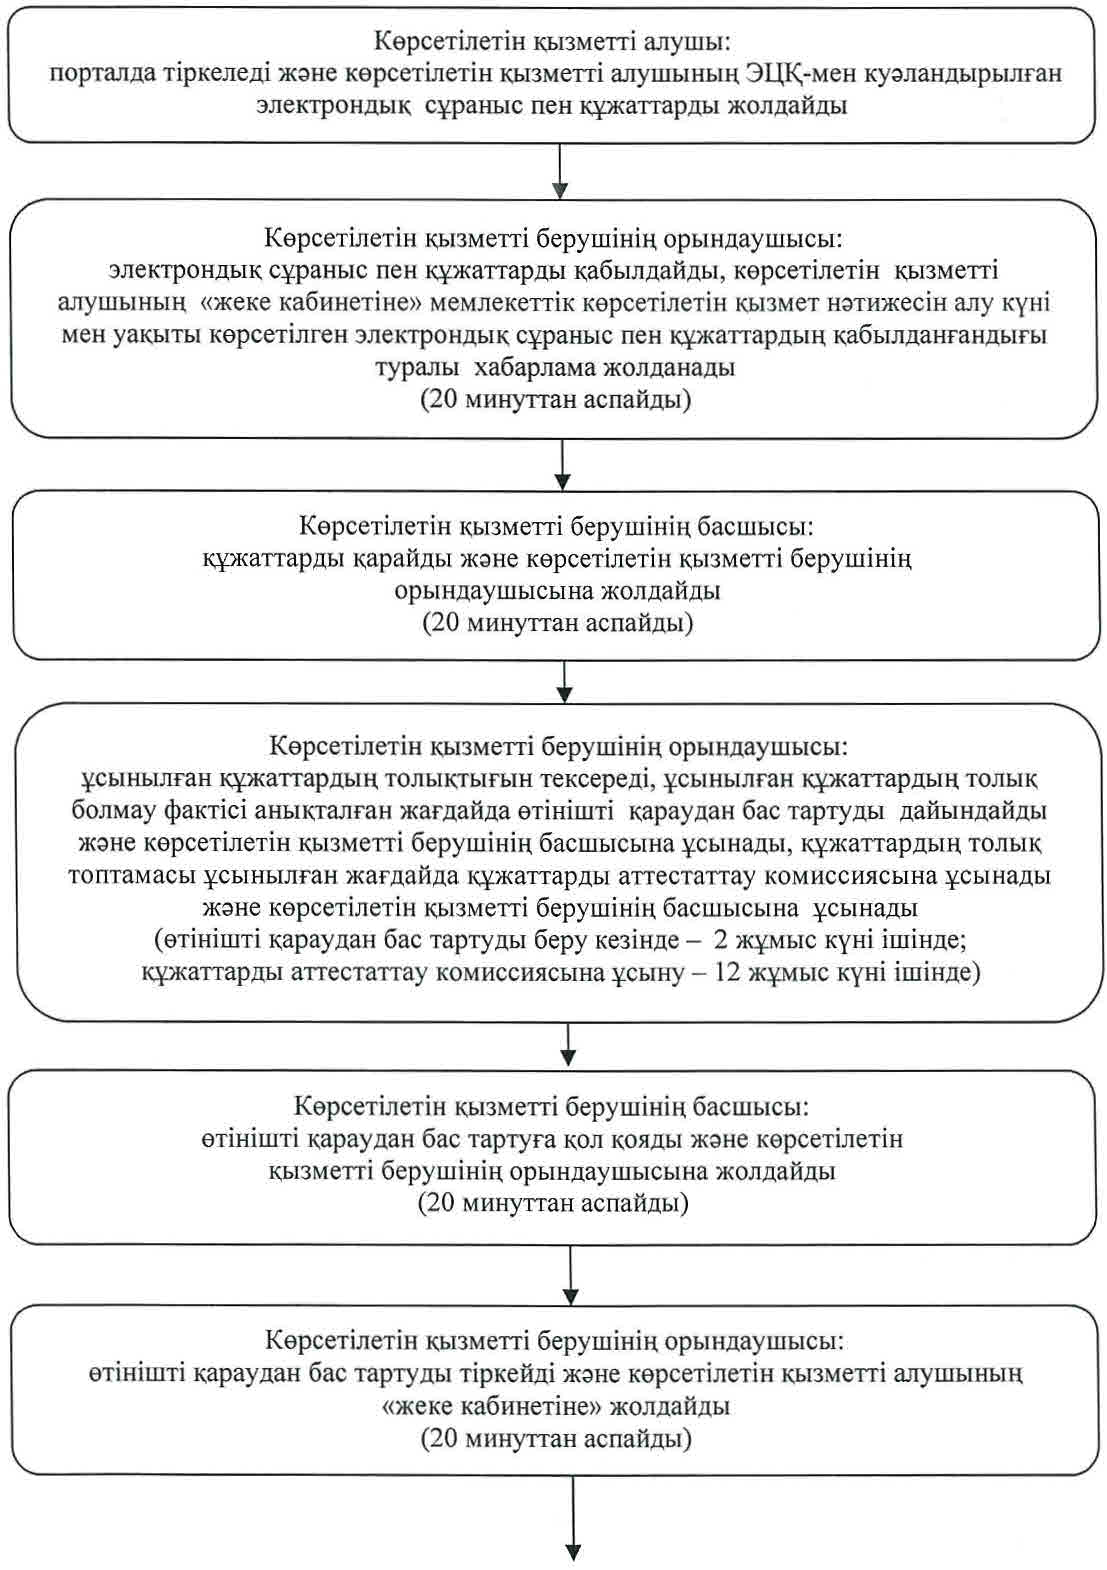 Көрсетілетін қызметті алушы:
порталда тіркеледі және көрсетілетін қызметті алушының ЭЦҚ-мен куәландырылған
электрондық сұраныс пен құжаттарды жолдайды
Көрсетілетін қызметті берушінің орындаушысы:
электрондық сұраныс пен құжаттарды қабылдайды, көрсетілетін қызметті
алушының «жеке кабинетіне» мемлекеттік көрсетілетін қызмет нәтижесін алу күні
мен уақыты көрсетілген электрондық сұраныс пен құжаттардың қабылданғандығы
туралы хабарлама жолданады
(20 минуттан аспайды)
Көрсетілетін қызметті берушінің басшысы:
құжаттарды қарайды және көрсетілетін қызметті берушінің
орындаушысына жолдайды
(20 минуттан аспайды)
Көрсетілетін қызметті берушінің орындаушысы:
ұсынылған құжаттардың толықтығын тексереді, ұсынылған құжаттардың толық
болмау фактісі анықталған жағдайда өтінішті қараудан бас тартуды дайындайды
және көрсетілетін қызметті берушінің басшысына ұсынады, құжаттардың толық
топтамасы ұсынылған жағдайда құжаттарды аттестаттау комиссиясына ұсынады
және көрсетілетін қызметті берушінің басшысына ұсынады
(өтінішті қараудан бас тартуды беру кезінде – 2 жұмыс күні ішінде;
құжаттарды аттестаттау комиссиясына ұсыну – 12 жұмыс күні ішінде)
Көрсетілетін қызметті берушінің басшысы:
өтінішті қараудан бас тартуға қол қояды және көрсетілетін
қызметті берушінің орындаушысына жолдайды
(20 минуттан аспайды)
Көрсетілетін қызметті берушінің орындаушысы:
өтінішті қараудан бас тартуды тіркейді және көрсетілетін қызметті алушының
«жеке кабинетіне» жолдайды
(20 минуттан аспайды)